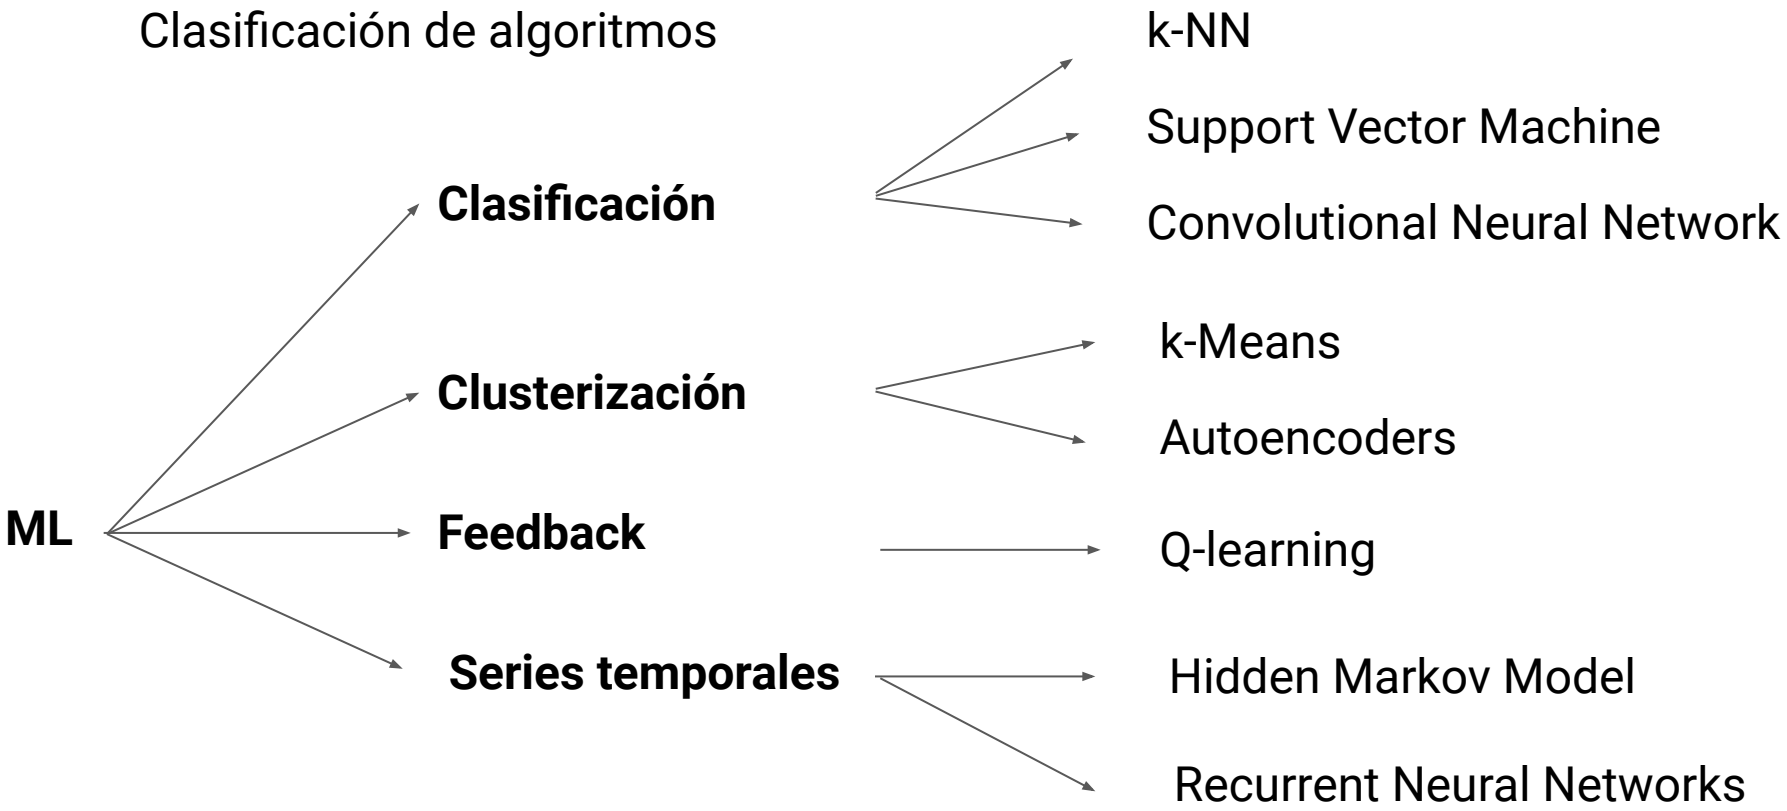 Clasificación de algoritmos
ML
Clasificación
k-NN
Support Vector Machine
Convolutional Neural Network
Clusterización
k-Means
Autoencoders
Feedback
Q-learning
Series temporales
Hidden Markov Model
Recurrent Neural Networks